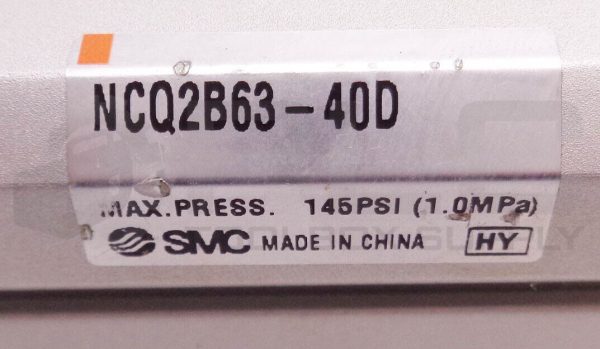 NCQ2B63-40D
MAX.PRESS. 145PSI (1.0MPa)
SMC MADE IN CHINA HY